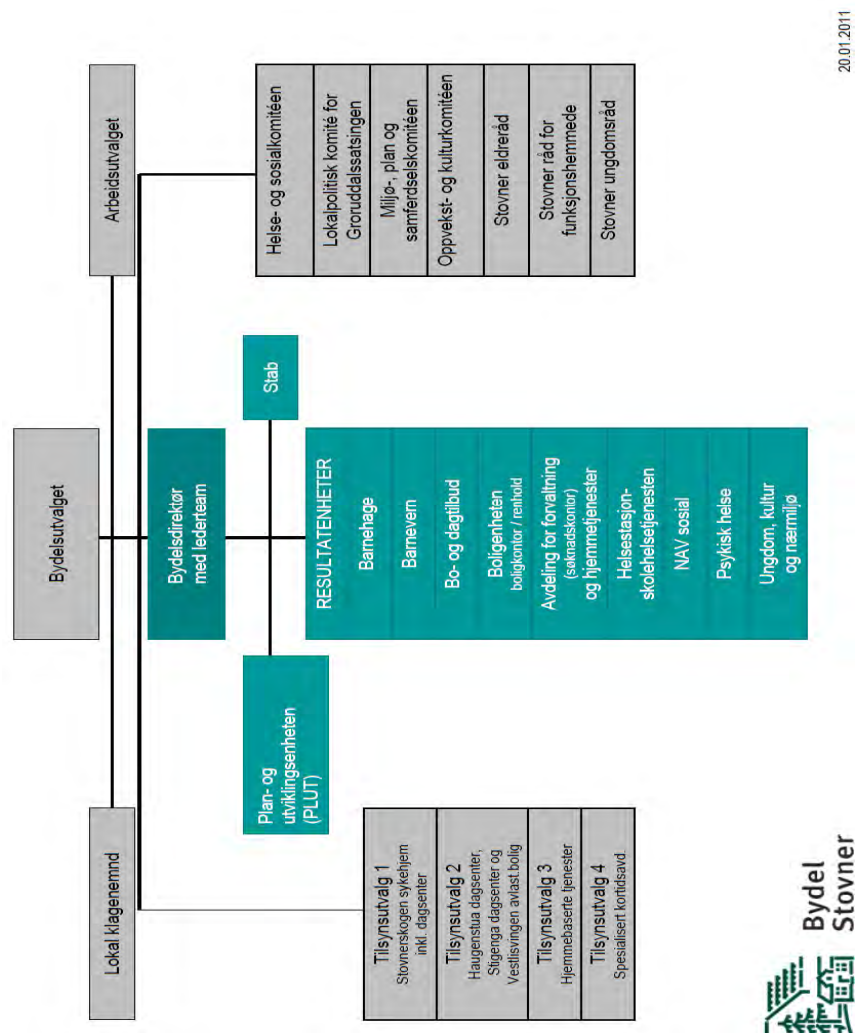 Bydelsutvalget
Lokal klagenemnd
Arbeidsutvalget
Bydelsdirektør
med lederteam
Plan- og
utviklingsenheten
(PLUT)
Stab
RESULTATENHETER
Barnehage
Barnevern
Bo- og dagtilbud
Boligenheten
boligkontor / renhold
Avdeling for forvaltning
(søknadskontor)
og hjemmetjenester
Helsestasjon-
skolehelsetjenesten
NAV sosial
Psykisk helse
Ungdom, kultur
og nærmiljø
Tilsynsutvalg 1
Stovnerskogen sykehjem
inkl. dagsenter
Tilsynsutvalg 2
Haugenstua dagsenter,
Stigenga dagsenter og
Vestlisvingen avlast.bolig
Tilsynsutvalg 3
Hjemmebaserte tjenester
Tilsynsutvalg 4
Spesialisert kortidsavd.
Helse- og sosialkomitéen
Lokalpolitisk komité for
Groruddalssatsingen
Miljø-, plan og
samferdselskomitéen
Oppvekst- og kulturkomitéen
Stovner eldreråd
Stovner råd for
funksjonshemmede
Stovner ungdomsråd
Bydel
Stovner
20.01.2011